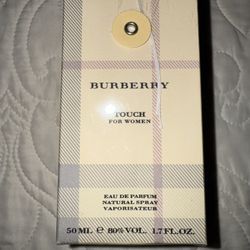 BURBERRY
TOUCH
FOR WOMEN
EAU DE PARFUM
NATURAL SPRAY
VAPORISATEUR
50 ML ℮ 80% VOL. 1.7 FL.OZ.